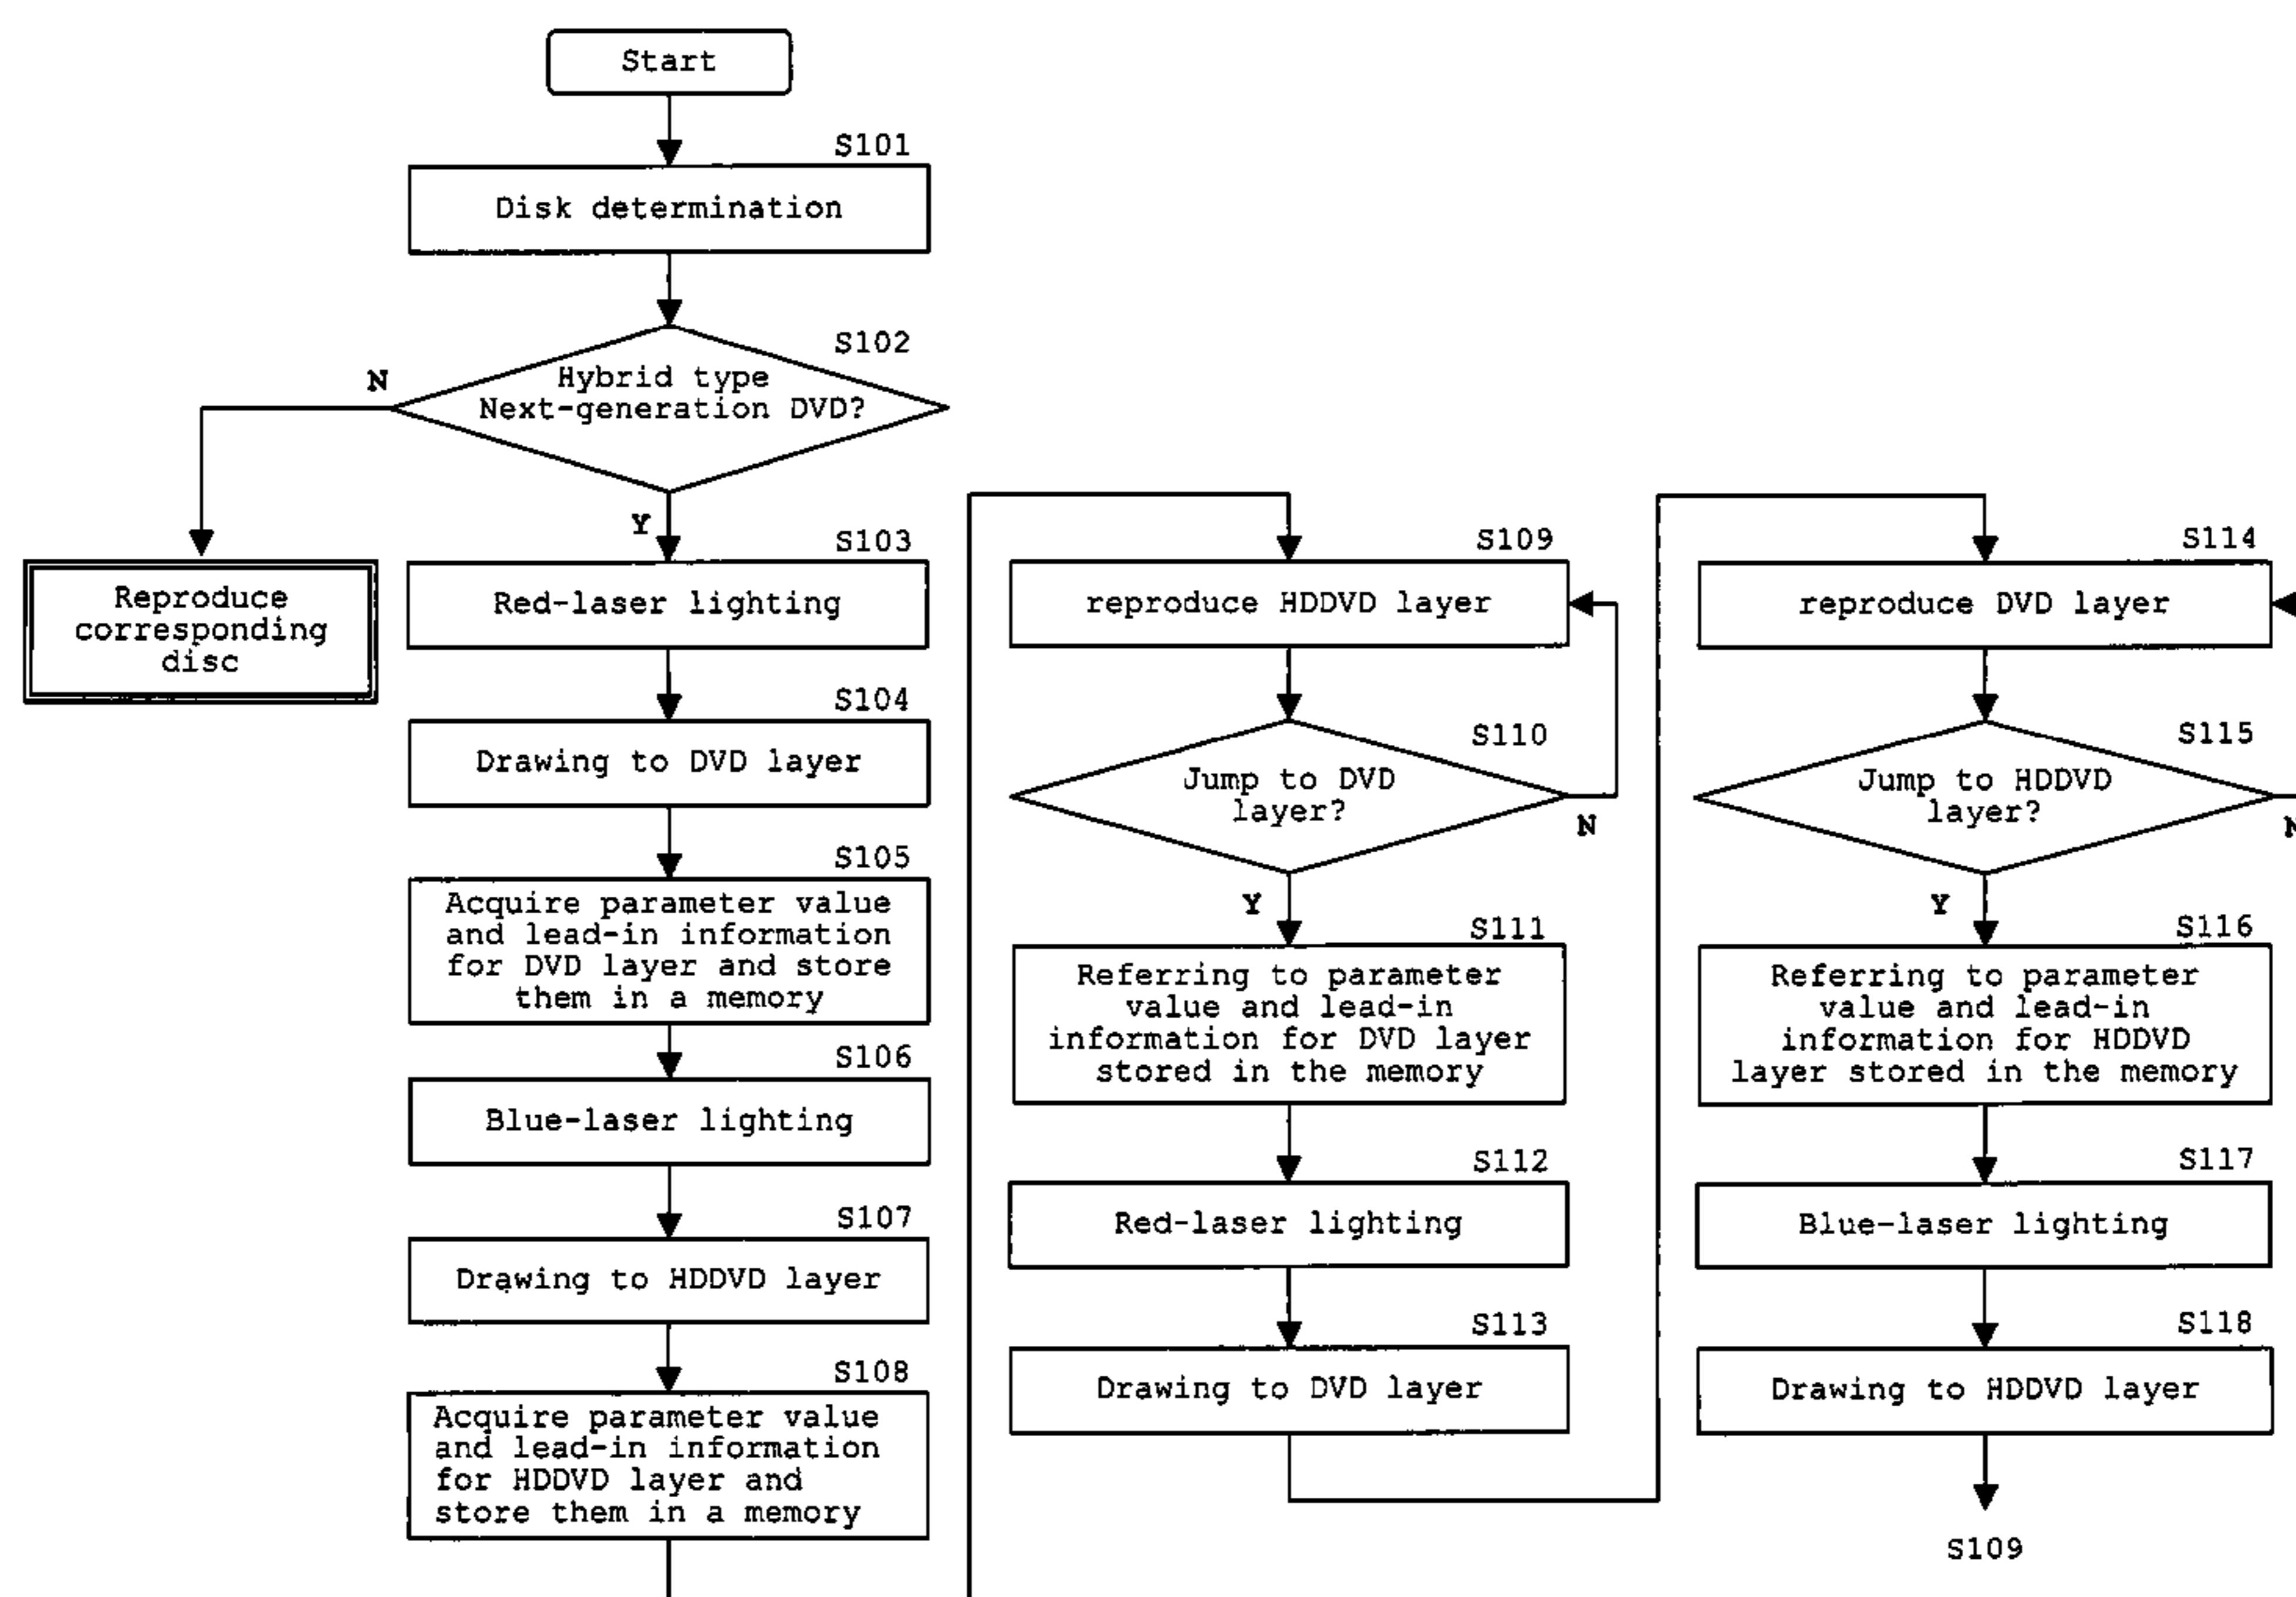 Start
S101
Disk determination
S102
Hybrid type
Next-generation DVD?
N
Y
Reproduce
corresponding
disc
S103
Red-laser lighting
S104
Drawing to DVD layer
S105
Acquire parameter value
and lead-in information
for DVD layer and store
them in a memory
S106
Blue-laser lighting
S107
Drawing to HDDVD layer
S108
Acquire parameter value
and lead-in information
for HDDVD layer and
store them in a memory
S109
reproduce HDDVD layer
S110
Jump to DVD
layer?
N
Y
S111
Referring to parameter
value and lead-in
information for DVD layer
stored in the memory
S112
Red-laser lighting
S113
Drawing to DVD layer
S114
reproduce DVD layer
S115
Jump to HDDVD
layer?
N
Y
S116
Referring to parameter
value and lead-in
information for HDDVD
layer stored in the memory
S117
Blue-laser lighting
S118
Drawing to HDDVD layer
S109